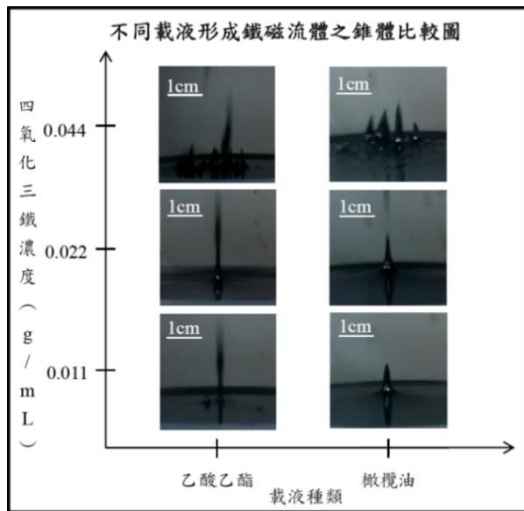 不同載液形成鐵磁流體之錐體比較圖
四氧化三鐵濃度（g/mL）
0.044
0.022
0.011
1cm
1cm
1cm
1cm
1cm
1cm
乙酸乙酯
橄欖油
載液種類